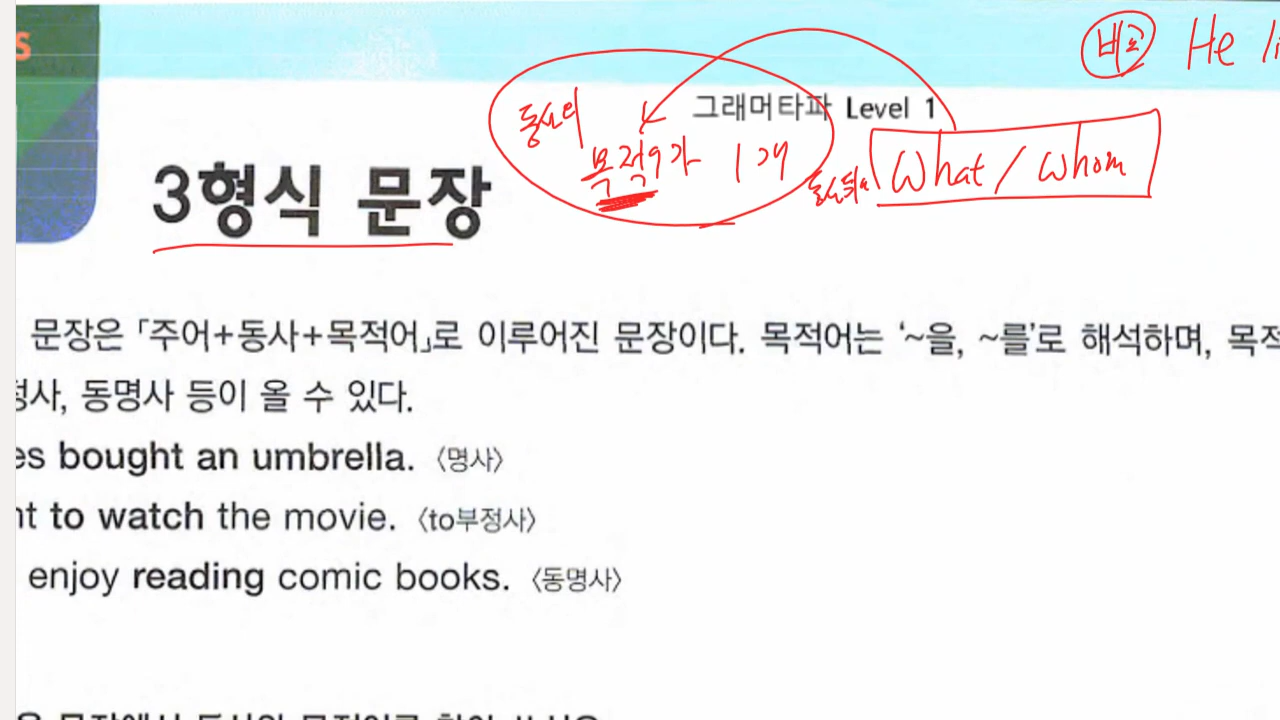 S
비교 He
그래머타파 Level 1
동사의
목적어가 1개
What / Whom
3형식 문장
문장은 「주어+동사+목적어」로 이루어진 문장이다. 목적어는 '~을, ~를'로 해석하며, 목적
정사, 동명사 등이 올 수 있다.
es bought an umbrella. 〈명사〉
nt to watch the movie. 〈to부정사〉
enjoy reading comic books. 〈동명사〉